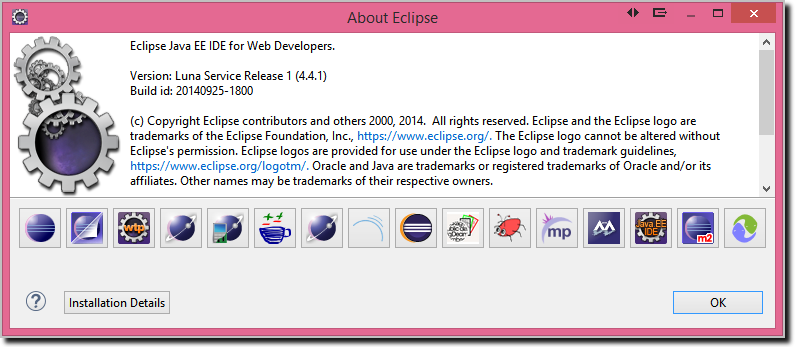 About Eclipse
Eclipse Java EE IDE for Web Developers.
Version: Luna Service Release 1 (4.4.1)
Build id: 20140925-1800
(c) Copyright Eclipse contributors and others 2000, 2014.  All rights reserved. Eclipse and the Eclipse logo are
trademarks of the Eclipse Foundation, Inc., https://www.eclipse.org/. The Eclipse logo cannot be altered without
Eclipse's permission. Eclipse logos are provided for use under the Eclipse logo and trademark guidelines,
https://www.eclipse.org/logotm/. Oracle and Java are trademarks or registered trademarks of Oracle and/or its
affiliates. Other names may be trademarks of their respective owners.
wtp
mp
Java EE
IDE
m2
?
Installation Details
OK